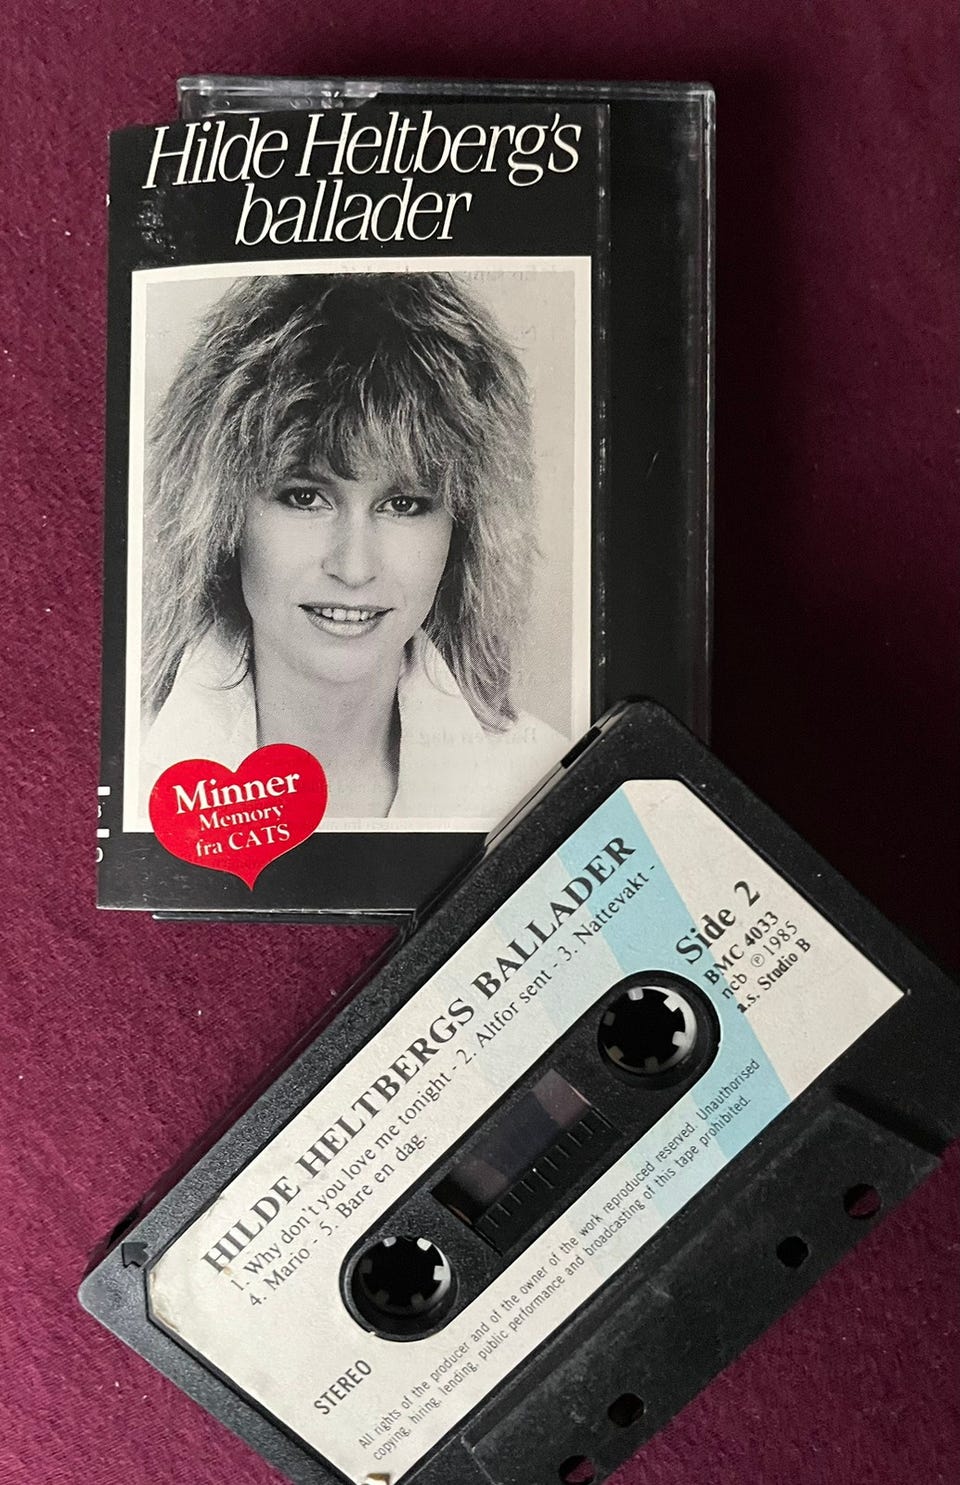 Hilde Heltberg's
ballader
Minner
Memory
fra CATS
HILDE HELTBERGS BALLADER
1. Why don't you love me tonight - 2. Altfor sent - 3. Nattevakt -
4. Mario - 5. Bare en dag.
Side 2
BMC 4033
ncb ℗ 1985
a.s. Studio B
STEREO
All rights of the producer and of the owner of the work reproduced reserved. Unauthorised
copying, hiring, lending, public performance and broadcasting of this tape prohibited.